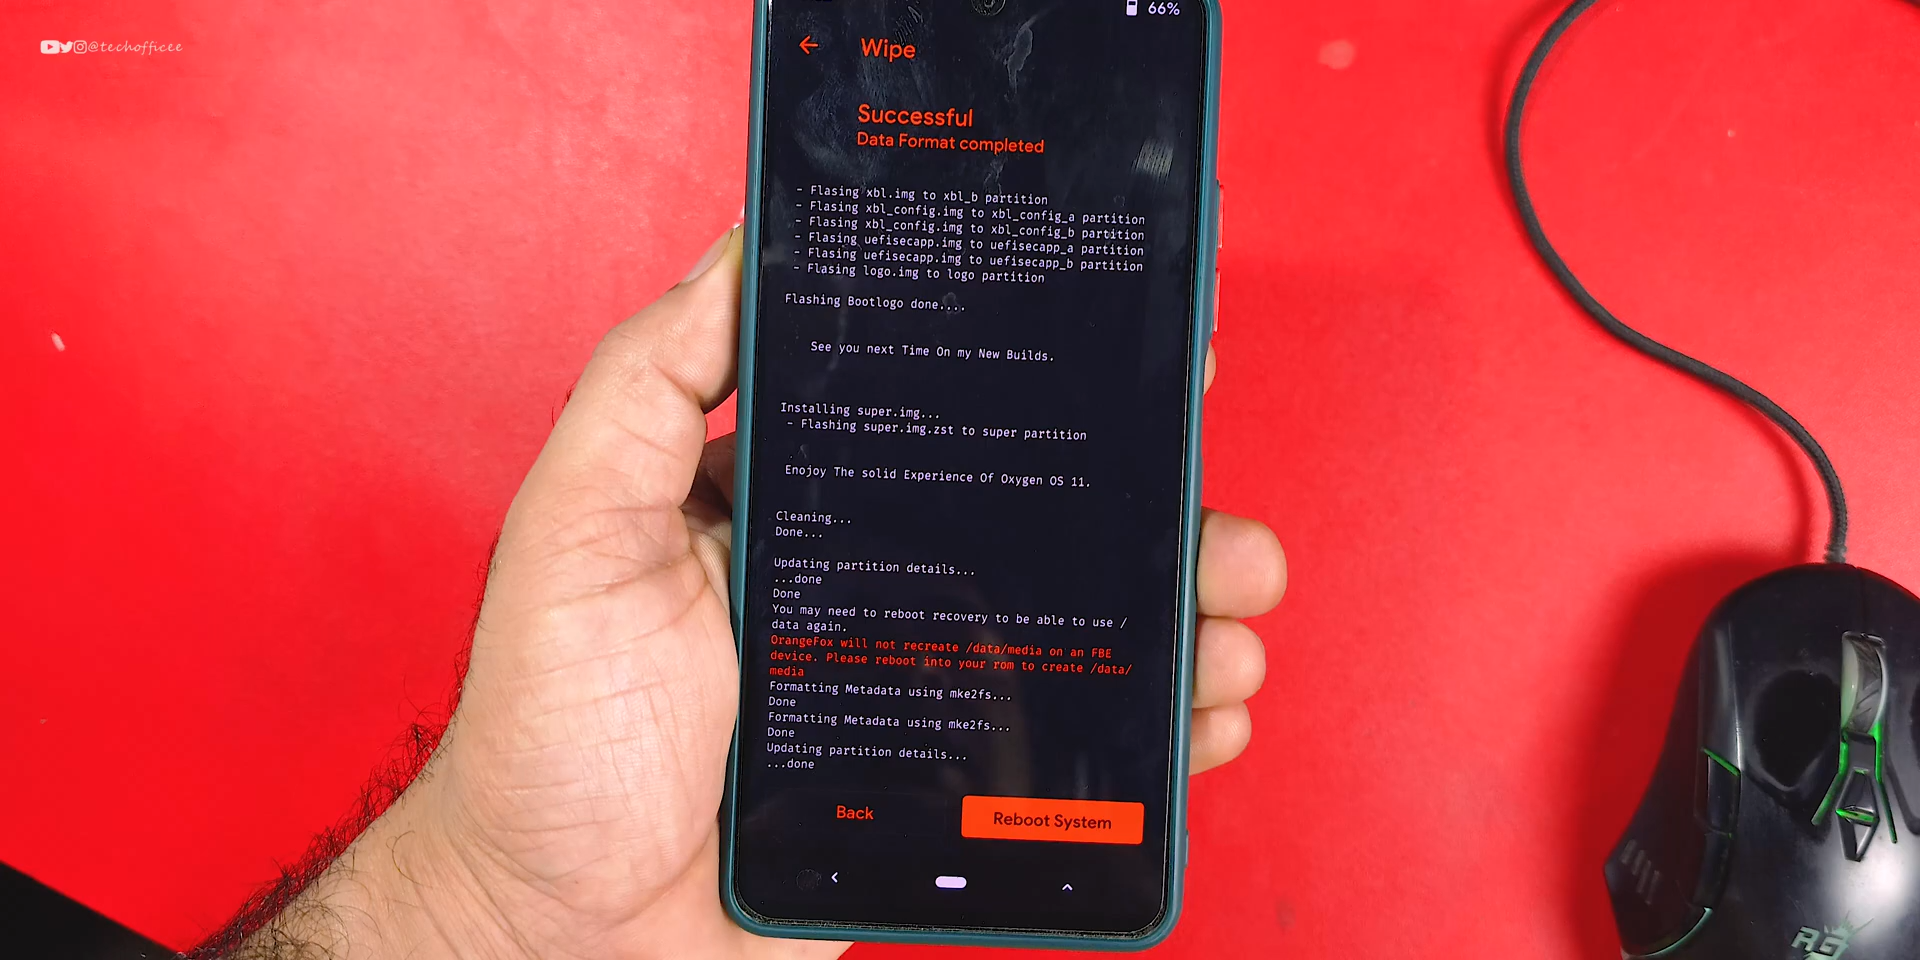 @techofficee
66%
Wipe
Successful
Data Format completed
- Flasing xbl.img to xbl_b partition
- Flasing xbl_config.img to xbl_config_a partition
- Flasing xbl_config.img to xbl_config_b partition
- Flasing uefisecapp.img to uefisecapp_a partition
- Flasing uefisecapp.img to uefisecapp_b partition
- Flasing logo.img to logo partition
Flashing Bootlogo done....
See you next Time On my New Builds.
Installing super.img...
- Flashing super.img.zst to super partition
Enojoy The solid Experience Of Oxygen OS 11.
Cleaning...
Done...
Updating partition details...
...done
Done
You may need to reboot recovery to be able to use /
data again.
OrangeFox will not recreate /data/media on an FBE
device. Please reboot into your rom to create /data/
media
Formatting Metadata using mke2fs...
Done
Formatting Metadata using mke2fs...
Done
Updating partition details...
...done
Back
Reboot System